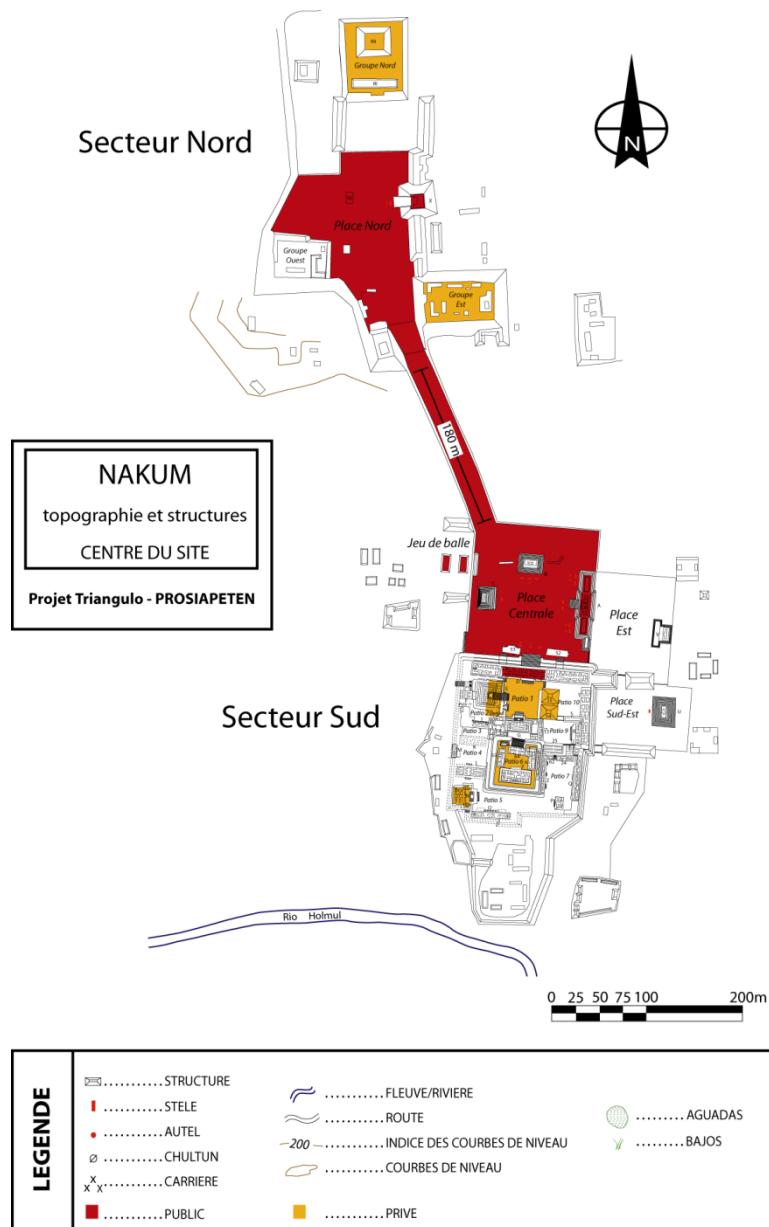 Groupe Nord
Secteur Nord
N
Place Nord
X
Groupe
Ouest
Groupe
Est
180 m
NAKUM
topographie et structures
CENTRE DU SITE
Projet Triangulo - PROSIAPETEN
Jeu de balle
Place
Centrale
A
Place
Est
Secteur Sud
Patio 1
Patio 10
Patio 2
Patio 3
Patio 9
Patio 4
Patio 6
Patio 7
Patio 5
Place
Sud-Est
Rio Holmul
0 25 50 75 100 200m
LEGENDE
STRUCTURE
STELE
AUTEL
CHULTUN
CARRIERE
PUBLIC
FLEUVE/RIVIERE
ROUTE
200 INDICE DES COURBES DE NIVEAU
COURBES DE NIVEAU
PRIVE
AGUADAS
BAJOS